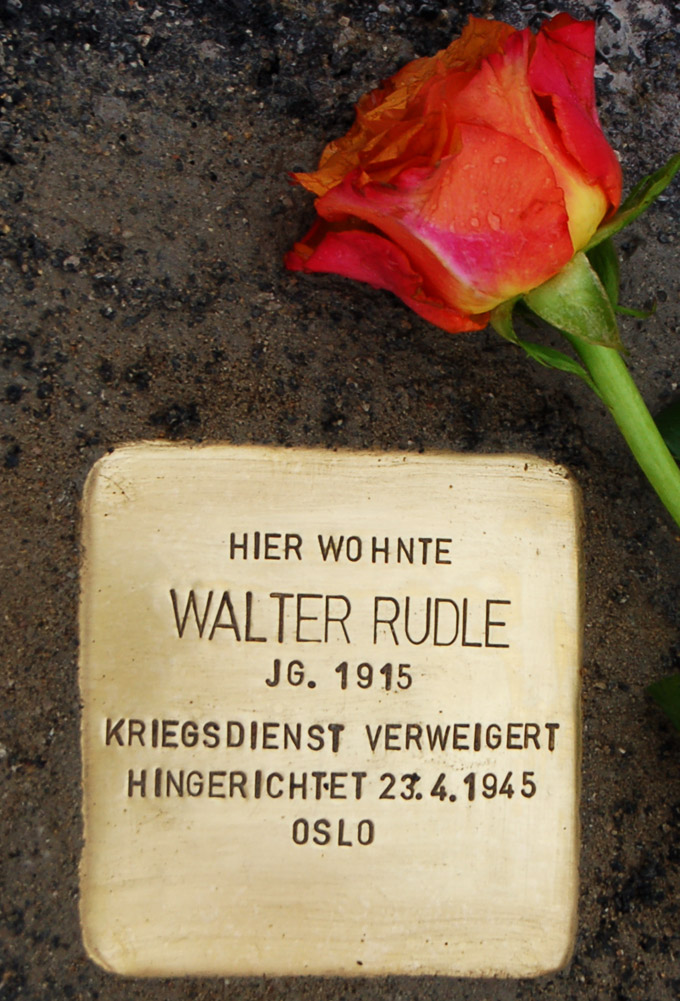 HIER WOHNTE
WALTER RUDLE
JG. 1915
KRIEGSDIENST VERWEIGERT
HINGERICHTET 23.4.1945
OSLO